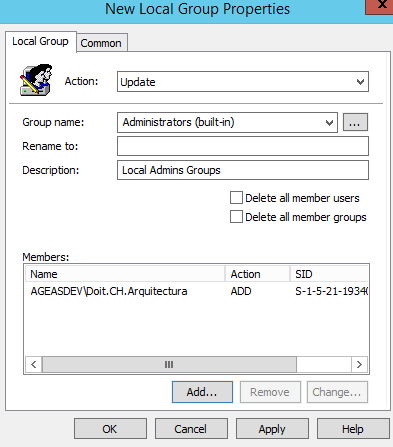 New Local Group Properties
x
Local Group Common
Action: Update
Group name: Administrators (built-in) ...
Rename to:
Description: Local Admins Groups
Delete all member users
Delete all member groups
Members:
Name Action SID
AGEASDEV\Doit.CH.Arquitectura ADD S-1-5-21-19340
Add... Remove Change...
OK Cancel Apply Help